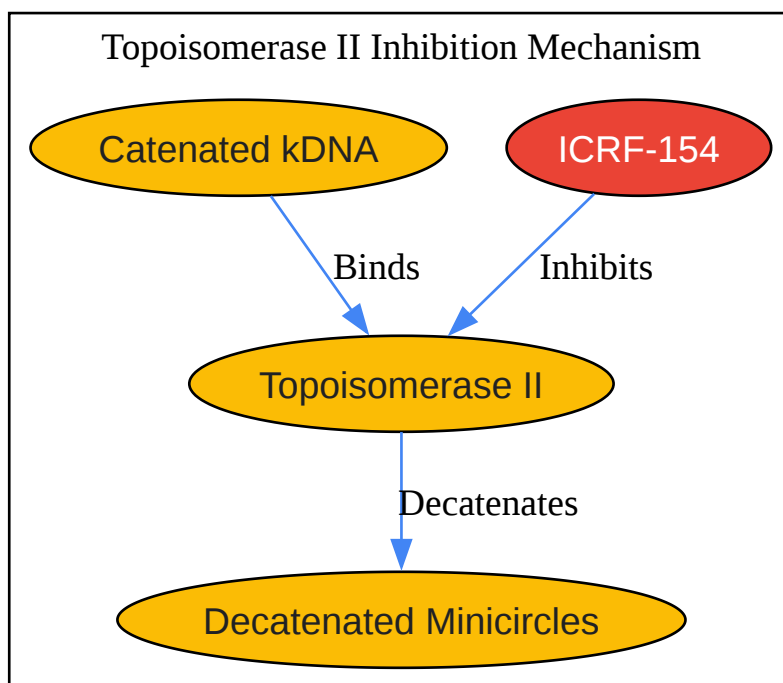 Topoisomerase II Inhibition Mechanism
Catenated kDNA
ICRF-154
Binds
Inhibits
Topoisomerase II
Decatenates
Decatenated Minicircles